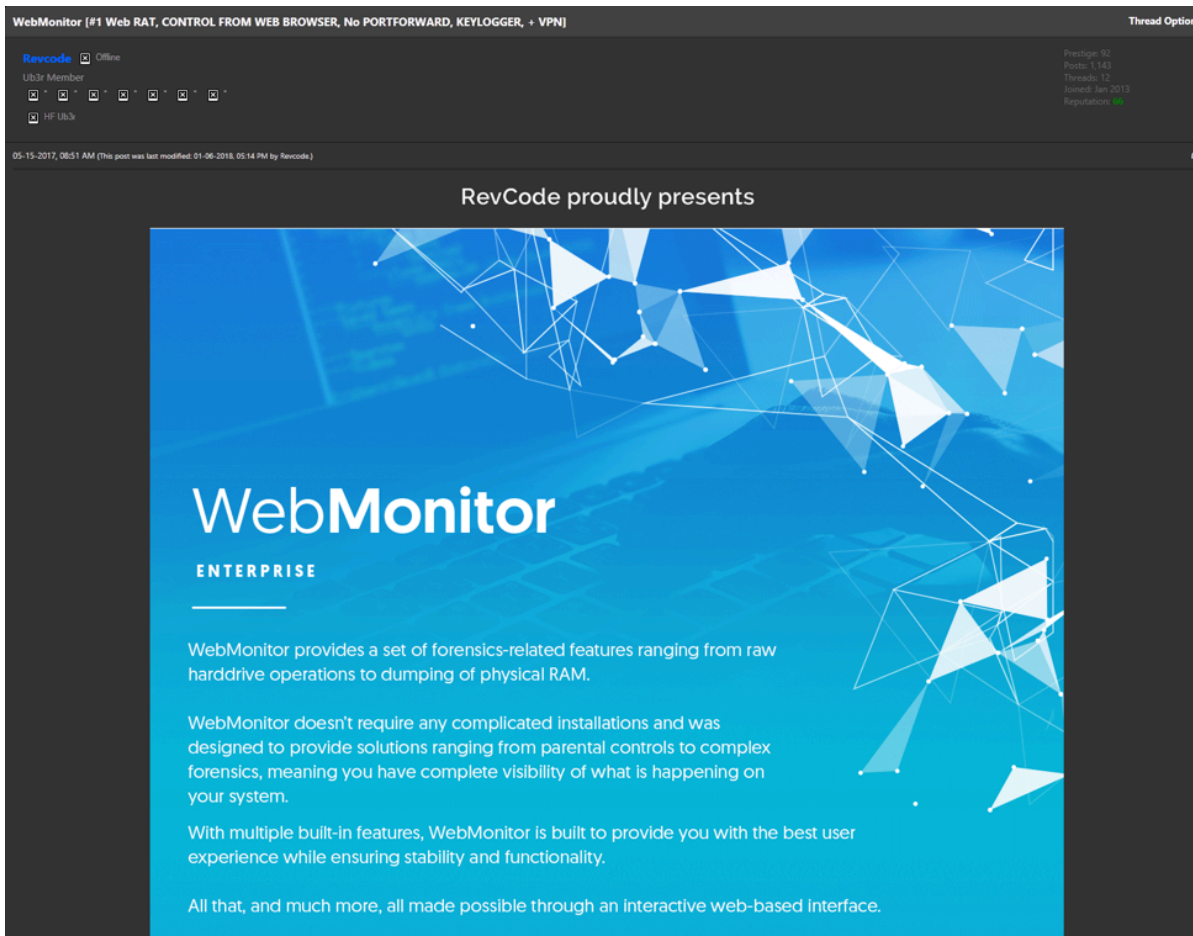 WebMonitor [#1 Web RAT, CONTROL FROM WEB BROWSER, No PORTFORWARD, KEYLOGGER, + VPN]
Thread Option
Revcode Offline
Ub3r Member
HF Ub3r
Prestige: 92
Posts: 1,143
Threads: 12
Joined: Jan 2013
Reputation: 66
05-15-2017, 08:51 AM (This post was last modified: 01-06-2018, 05:14 PM by Revcode.)
RevCode proudly presents
WebMonitor
ENTERPRISE
WebMonitor provides a set of forensics-related features ranging from raw
harddrive operations to dumping of physical RAM.
WebMonitor doesn't require any complicated installations and was
designed to provide solutions ranging from parental controls to complex
forensics, meaning you have complete visibility of what is happening on
your system.
With multiple built-in features, WebMonitor is built to provide you with the best user
experience while ensuring stability and functionality.
All that, and much more, all made possible through an interactive web-based interface.